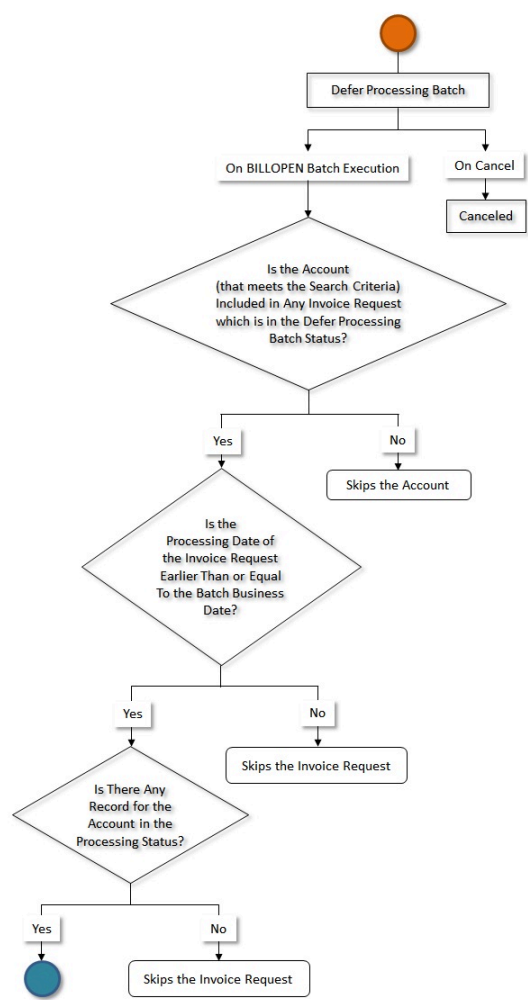 Defer Processing Batch
On BILLOPEN Batch Execution
On Cancel
Canceled
Is the Account
(that meets the Search Criteria)
Included in Any Invoice Request
which is in the Defer Processing
Batch Status?
Yes
No
Skips the Account
Is the
Processing Date of
the Invoice Request
Earlier Than or Equal
To the Batch Business
Date?
Yes
No
Skips the Invoice Request
Is There Any
Record for the
Account in the
Processing Status?
Yes
No
Skips the Invoice Request